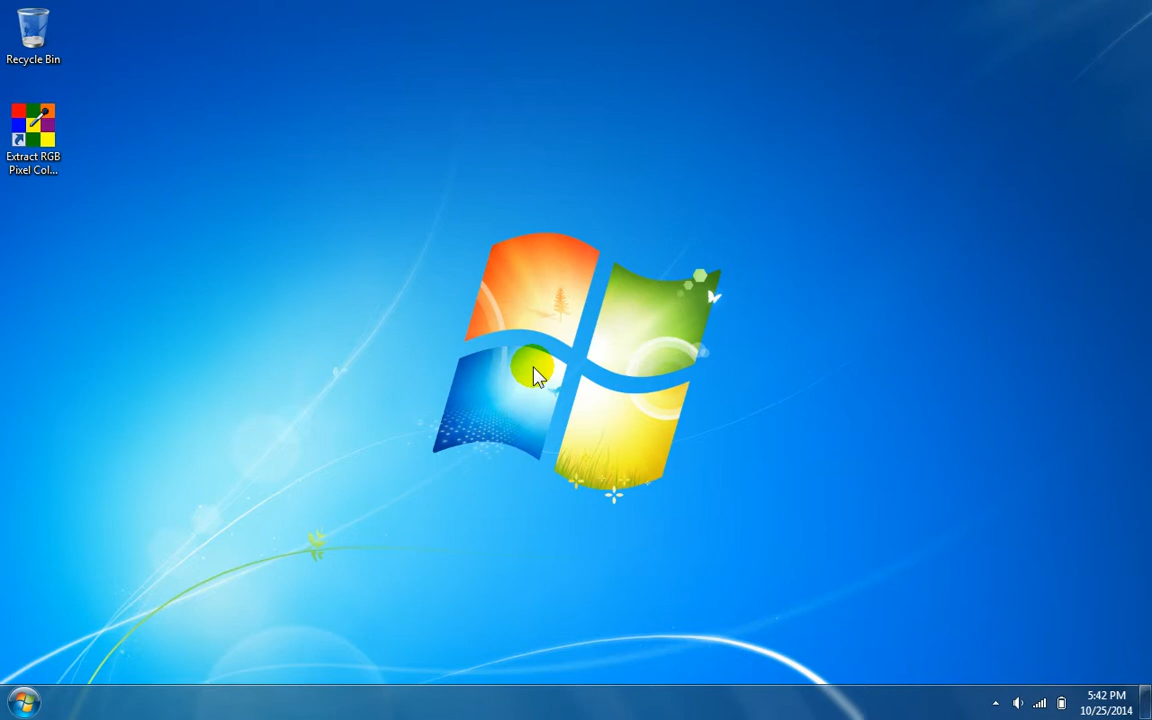 Recycle Bin
Extract RGB
Pixel Col...
5:42 PM
10/25/2014